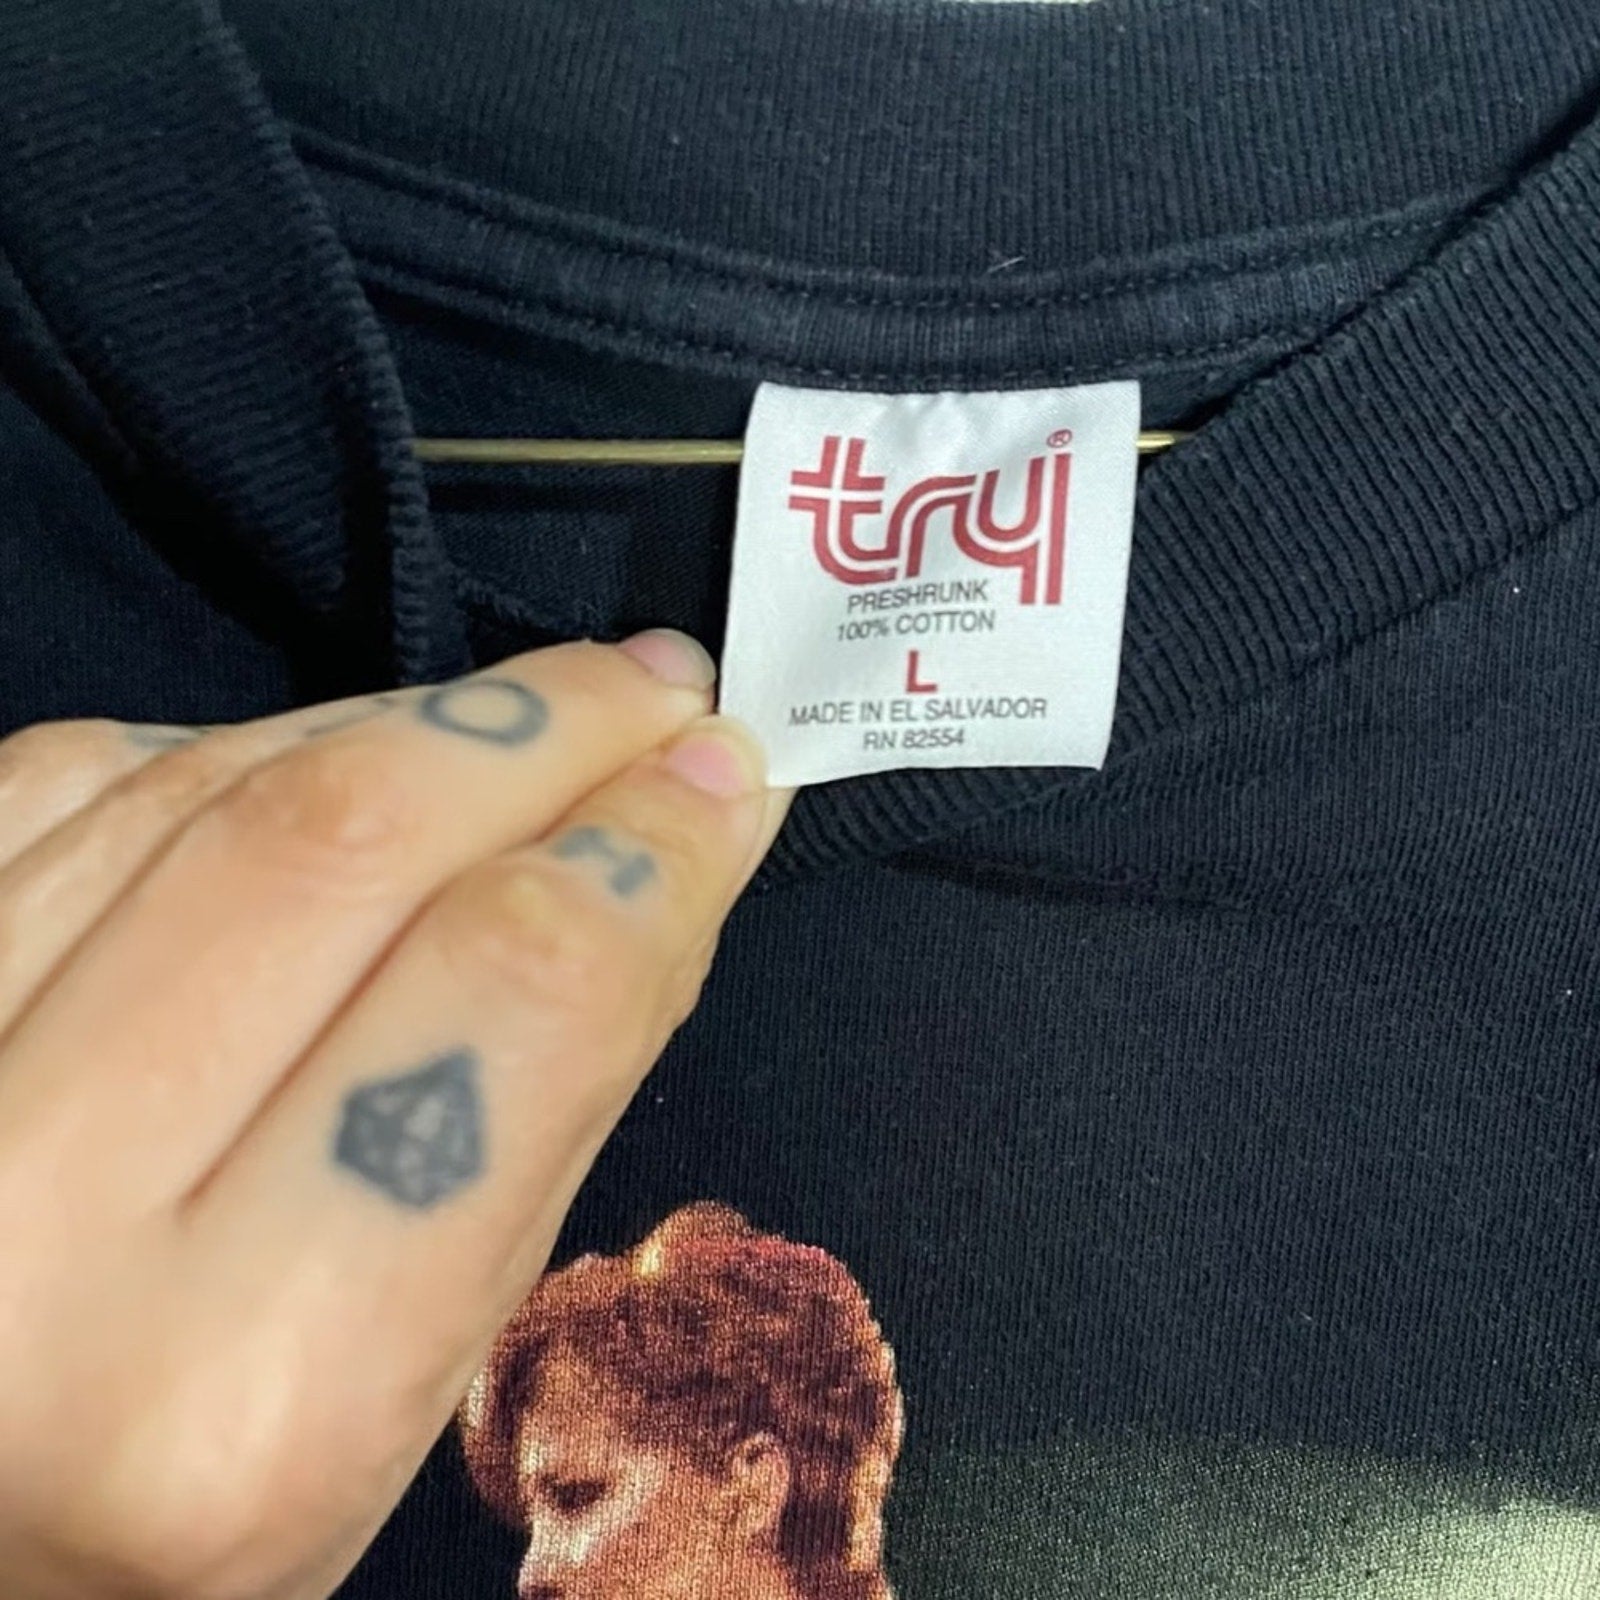 try®
PRESHRUNK
100% COTTON
L
MADE IN EL SALVADOR
RN 82554
O
H